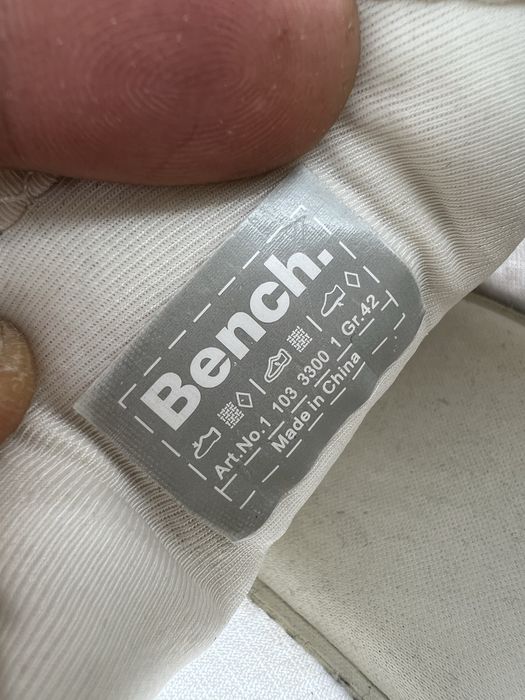 Bench.
Art.No. 1 103 3300 1 Gr.42
Made in China